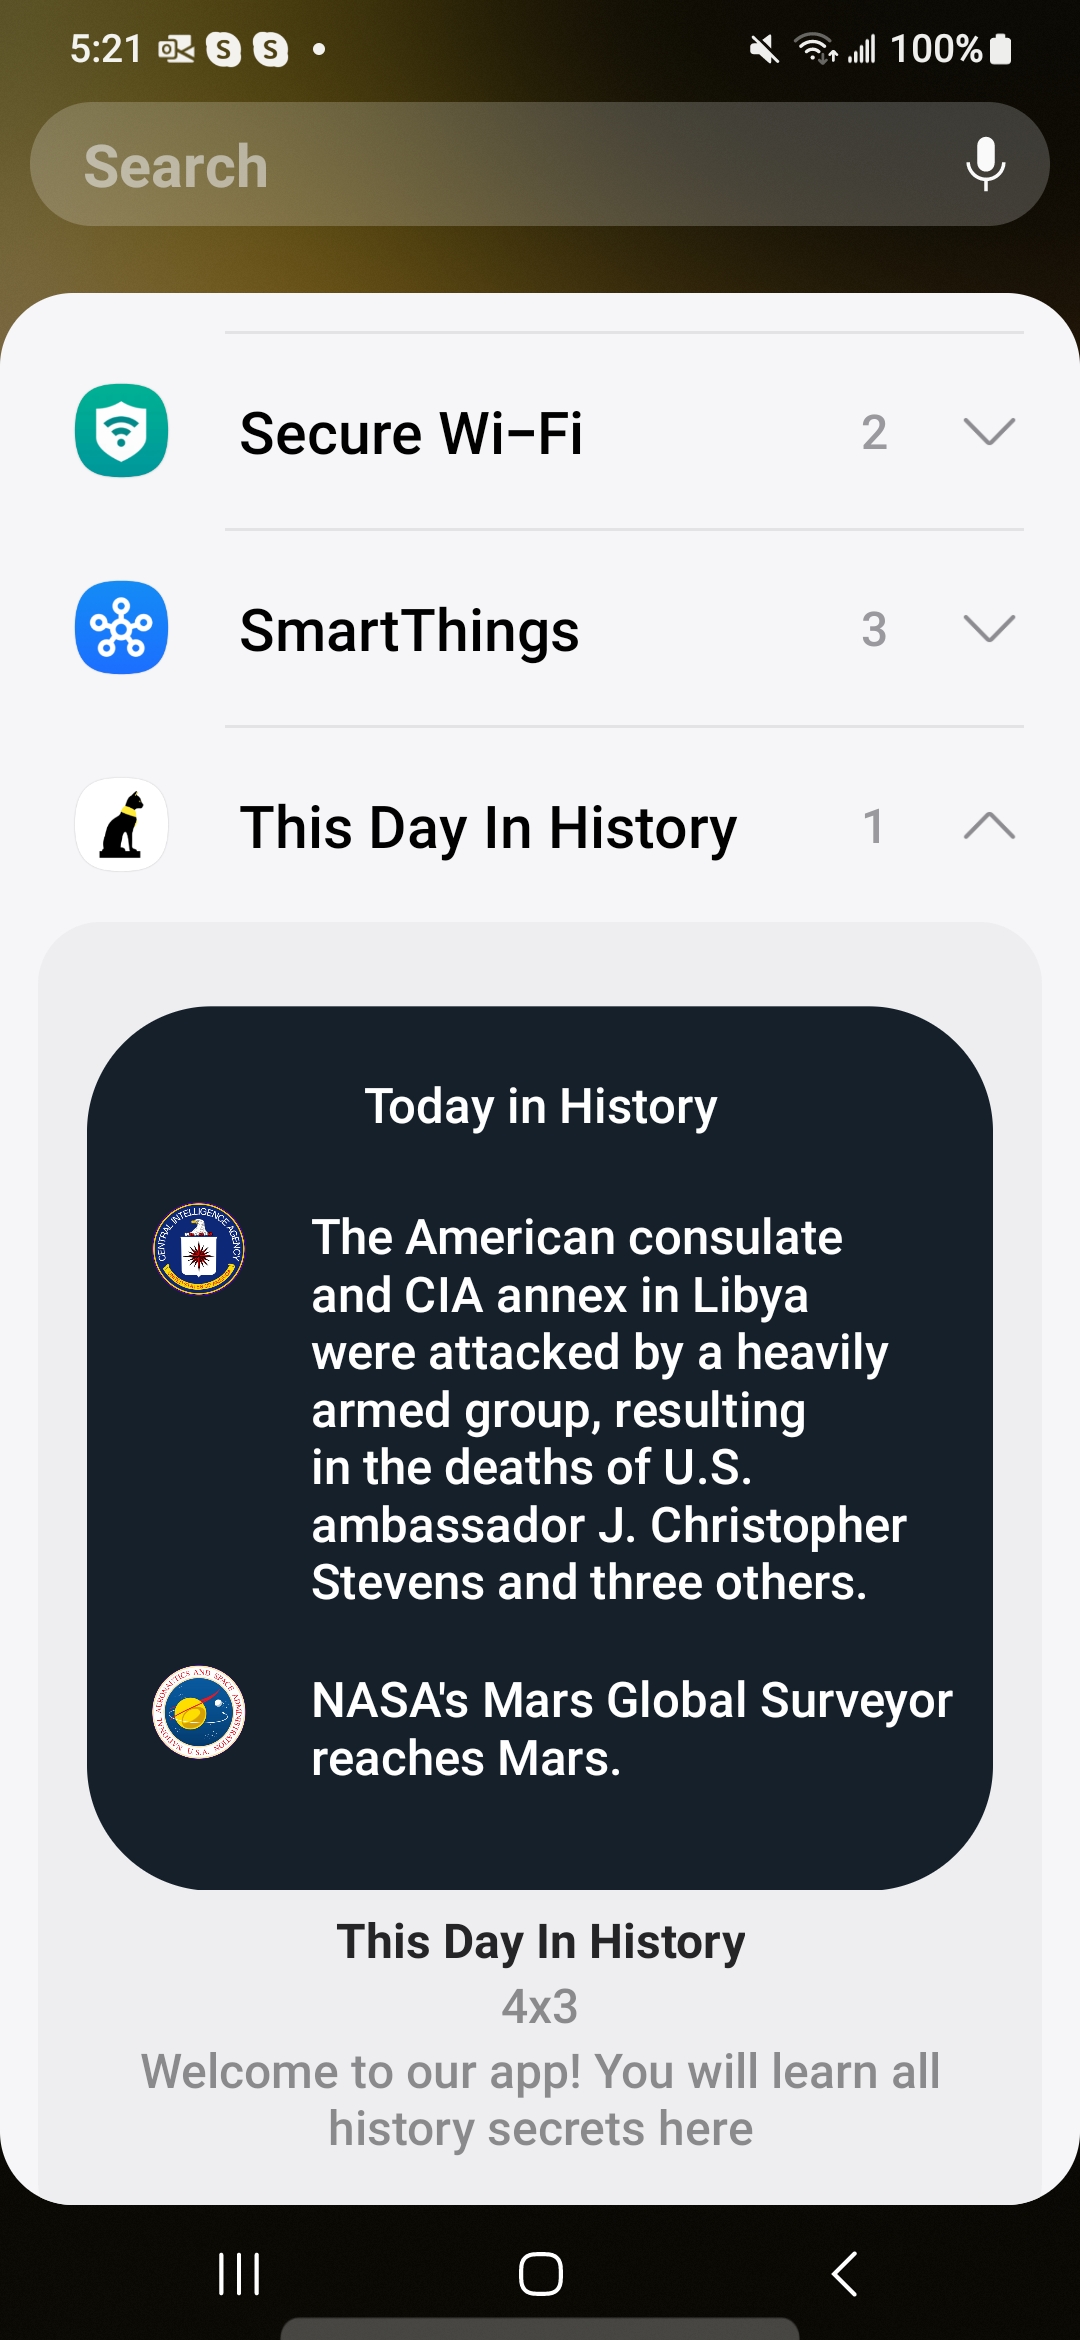 5:21
100%
Search
Secure Wi-Fi 2
SmartThings 3
This Day In History 1
Today in History
CENTRAL INTELLIGENCE AGENCY
The American consulate
and CIA annex in Libya
were attacked by a heavily
armed group, resulting
in the deaths of U.S.
ambassador J. Christopher
Stevens and three others.
NATIONAL AERONAUTICS AND SPACE ADMINISTRATION
U.S.A.
NASA's Mars Global Surveyor
reaches Mars.
This Day In History
4x3
Welcome to our app! You will learn all
history secrets here